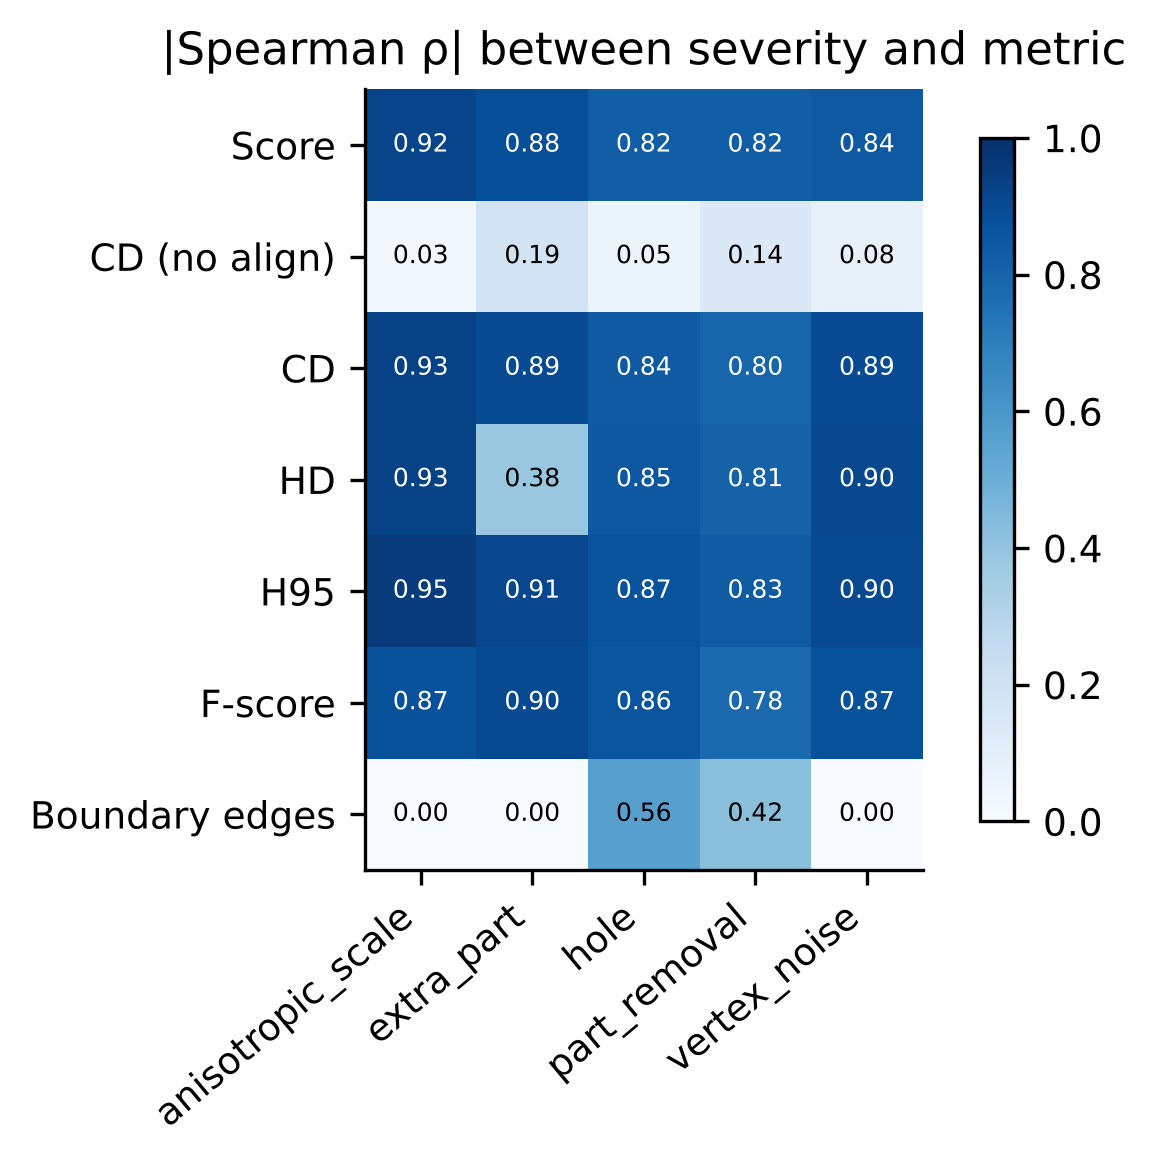 |Spearman ρ| between severity and metric
Score 0.92 0.88 0.82 0.82 0.84
CD (no align) 0.03 0.19 0.05 0.14 0.08
CD 0.93 0.89 0.84 0.80 0.89
HD 0.93 0.38 0.85 0.81 0.90
H95 0.95 0.91 0.87 0.83 0.90
F-score 0.87 0.90 0.86 0.78 0.87
Boundary edges 0.00 0.00 0.56 0.42 0.00
anisotropic_scale
extra_part
hole
part_removal
vertex_noise
1.0
0.8
0.6
0.4
0.2
0.0